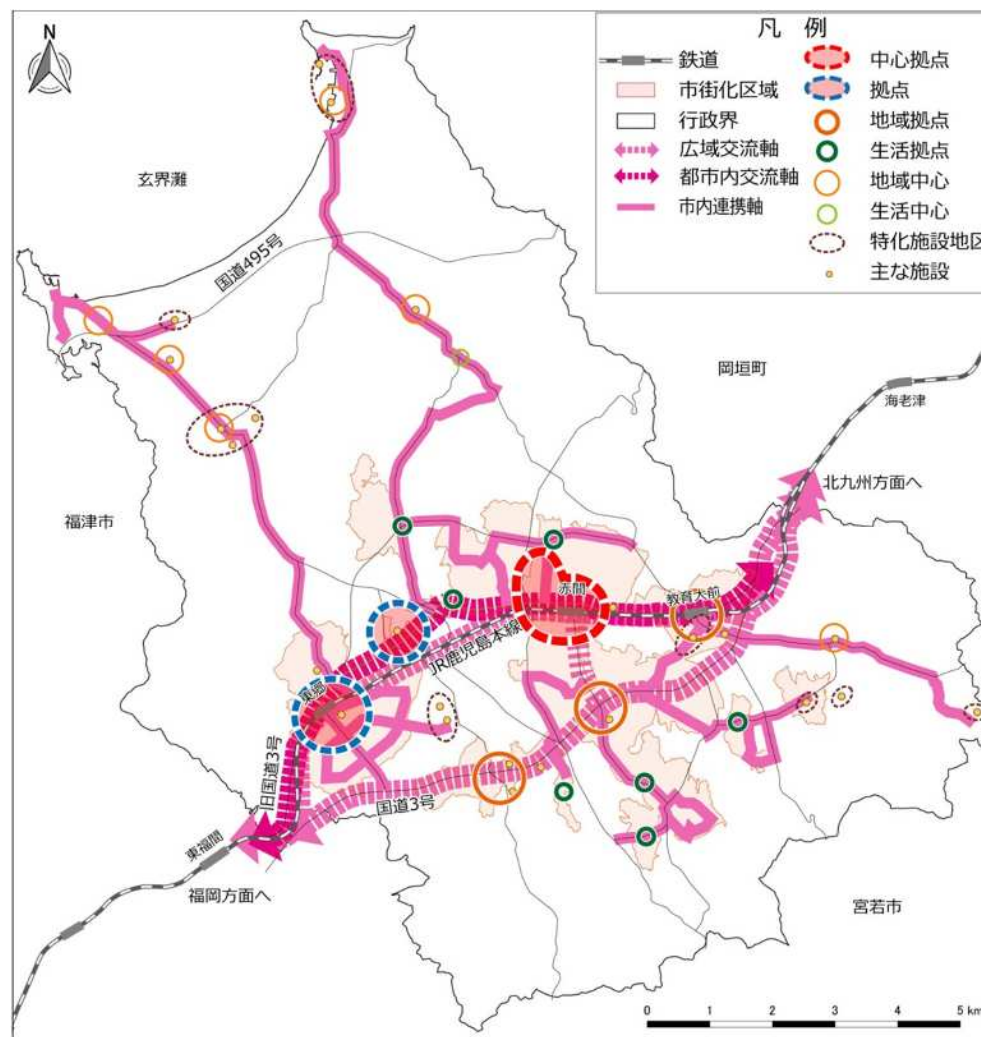 N
凡 例
鉄道
市街化区域
行政界
広域交流軸
都市内交流軸
市内連携軸
中心拠点
拠点
地域拠点
生活拠点
地域中心
生活中心
特化施設地区
主な施設
玄界灘
国道495号
岡垣町
海老津
北九州方面へ
福津市
赤間
教育大前
JR鹿児島本線
東郷
旧国道3号
国道3号
東福間
福岡方面へ
宮若市
0 1 2 3 4 5 km